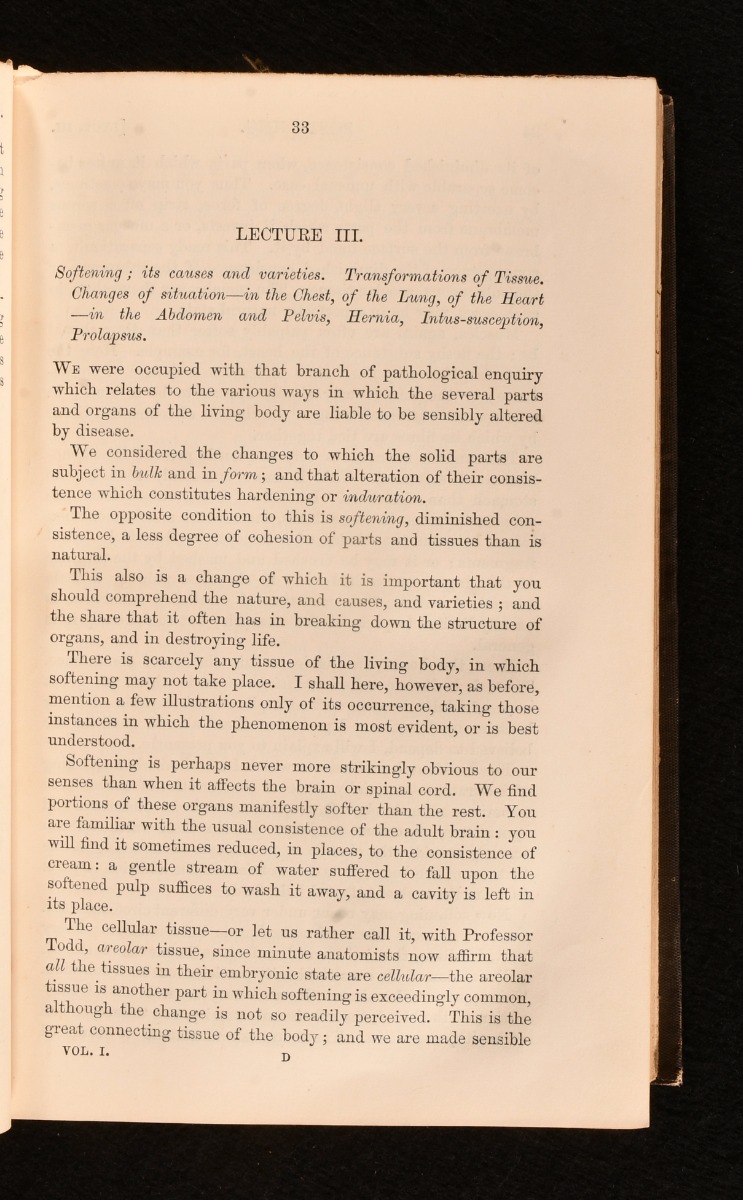 33
LECTURE III.
Softening; its causes and varieties. Transformations of Tissue.
Changes of situation—in the Chest, of the Lung, of the Heart
—in the Abdomen and Pelvis, Hernia, Intus-susception,
Prolapsus.
WE were occupied with that branch of pathological enquiry
which relates to the various ways in which the several parts
and organs of the living body are liable to be sensibly altered
by disease.
We considered the changes to which the solid parts are
subject in bulk and in form; and that alteration of their consis-
tence which constitutes hardening or induration.
The opposite condition to this is softening, diminished con-
sistence, a less degree of cohesion of parts and tissues than is
natural.
This also is a change of which it is important that you
should comprehend the nature, and causes, and varieties; and
the share that it often has in breaking down the structure of
organs, and in destroying life.
There is scarcely any tissue of the living body, in which
softening may not take place. I shall here, however, as before,
mention a few illustrations only of its occurrence, taking those
instances in which the phenomenon is most evident, or is best
understood.
Softening is perhaps never more strikingly obvious to our
senses than when it affects the brain or spinal cord. We find
portions of these organs manifestly softer than the rest. You
are familiar with the usual consistence of the adult brain: you
will find it sometimes reduced, in places, to the consistence of
cream: a gentle stream of water suffered to fall upon the
softened pulp suffices to wash it away, and a cavity is left in
its place.
The cellular tissue—or let us rather call it, with Professor
Todd, areolar tissue, since minute anatomists now affirm that
all the tissues in their embryonic state are cellular—the areolar
tissue is another part in which softening is exceedingly common,
although the change is not so readily perceived. This is the
great connecting tissue of the body; and we are made sensible
VOL. I. D